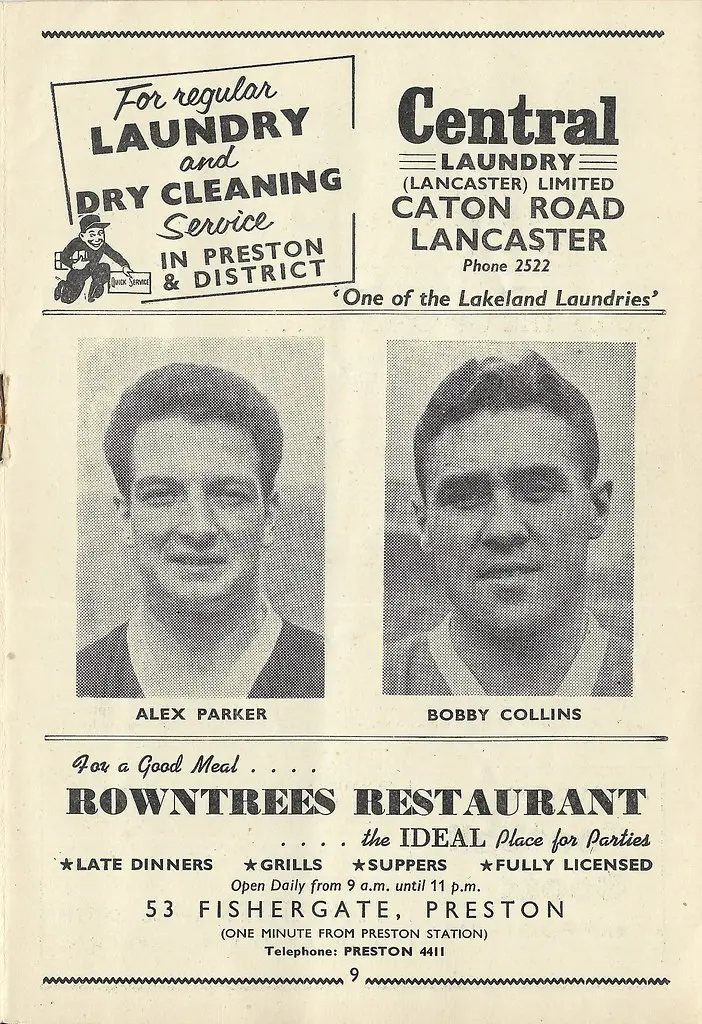 For regular
LAUNDRY
and
DRY CLEANING
Service
IN PRESTON
& DISTRICT
QUICK SERVICE
Central
LAUNDRY
(LANCASTER) LIMITED
CATON ROAD
LANCASTER
Phone 2522
'One of the Lakeland Laundries'
ALEX PARKER
BOBBY COLLINS
For a Good Meal . . . .
ROWNTREES RESTAURANT
. . . . the IDEAL Place for Parties
★LATE DINNERS ★GRILLS ★SUPPERS ★FULLY LICENSED
Open Daily from 9 a.m. until 11 p.m.
53 FISHERGATE, PRESTON
(ONE MINUTE FROM PRESTON STATION)
Telephone: PRESTON 4411
9